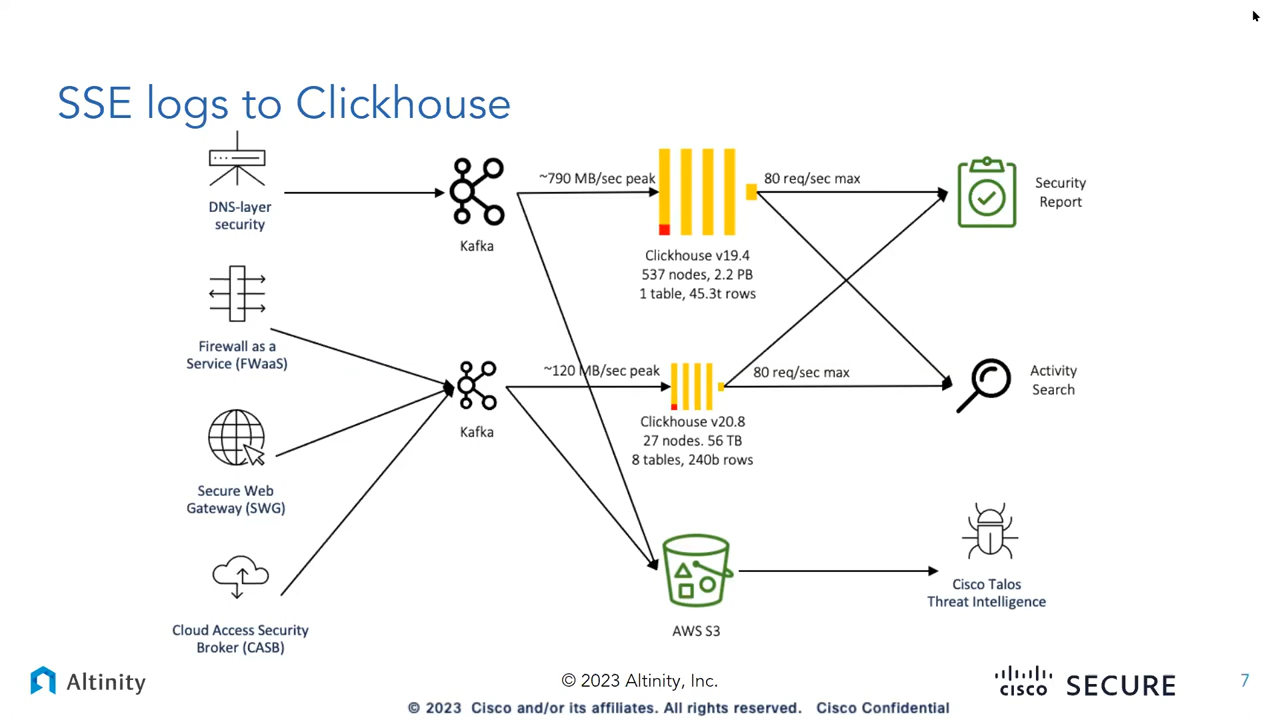 SSE logs to Clickhouse
DNS-layer
security
Kafka
~790 MB/sec peak
Clickhouse v19.4
537 nodes, 2.2 PB
1 table, 45.3t rows
80 req/sec max
Security
Report
Firewall as a
Service (FWaaS)
Secure Web
Gateway (SWG)
Cloud Access Security
Broker (CASB)
Kafka
~120 MB/sec peak
Clickhouse v20.8
27 nodes. 56 TB
8 tables, 240b rows
80 req/sec max
Activity
Search
AWS S3
Cisco Talos
Threat Intelligence
Altinity
© 2023 Altinity, Inc.
CISCO SECURE
7
© 2023 Cisco and/or its affiliates. All rights reserved. Cisco Confidential